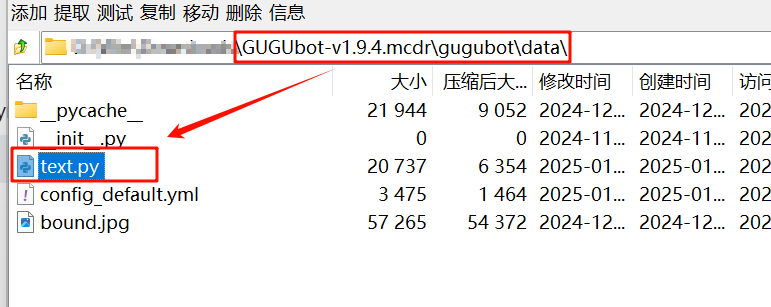 添加 提取 测试 复制 移动 删除 信息
\GUGUbot-v1.9.4.mcdr\gugubot\data\
名称 大小 压缩后大... 修改时间 创建时间 访问
__pycache__ 21 944 9 052 2024-12... 2024-12... 202
__init__.py 0 0 2024-11... 2024-11... 202
text.py 20 737 6 354 2025-01... 2025-01... 202
config_default.yml 3 475 1 464 2025-01... 2025-01... 202
bound.jpg 57 265 54 372 2024-12... 2024-12... 202